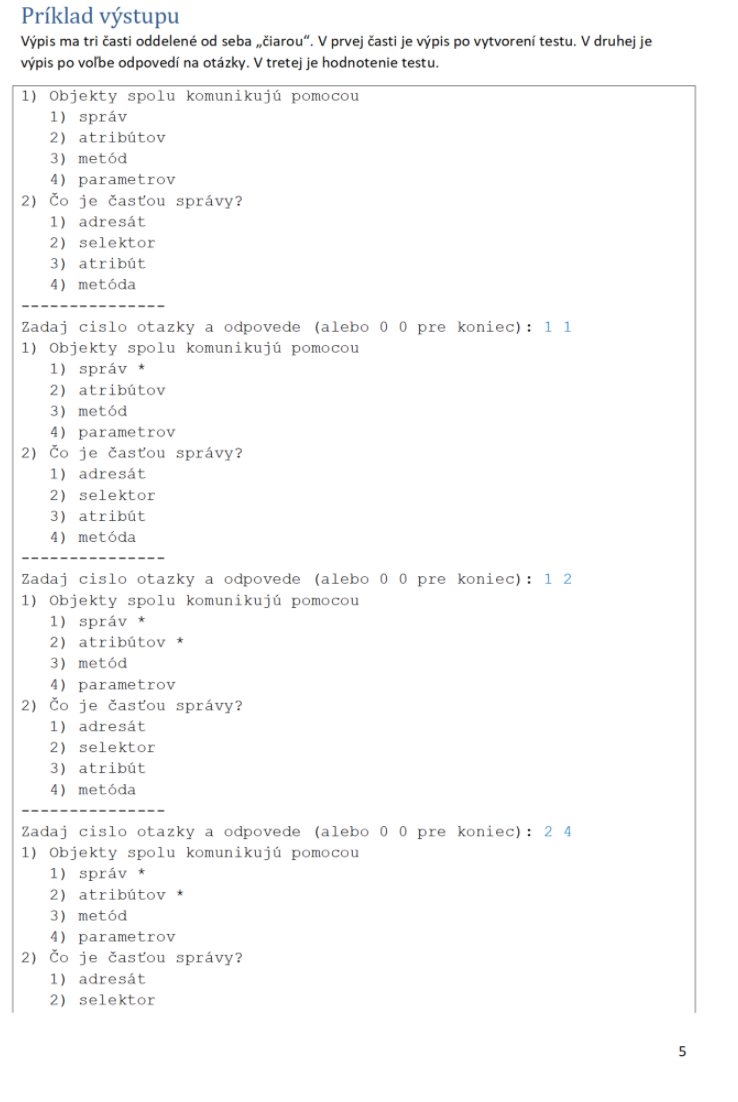 Príklad výstupu
Výpis ma tri časti oddelené od seba „čiarou“. V prvej časti je výpis po vytvorení testu. V druhej je
výpis po voľbe odpovedí na otázky. V tretej je hodnotenie testu.
1) Objekty spolu komunikujú pomocou
1) správ
2) atribútov
3) metód
4) parametrov
2) Čo je časťou správy?
1) adresát
2) selektor
3) atribút
4) metóda
---------------
Zadaj cislo otazky a odpovede (alebo 0 0 pre koniec): 1 1
1) Objekty spolu komunikujú pomocou
1) správ *
2) atribútov
3) metód
4) parametrov
2) Čo je časťou správy?
1) adresát
2) selektor
3) atribút
4) metóda
---------------
Zadaj cislo otazky a odpovede (alebo 0 0 pre koniec): 1 2
1) Objekty spolu komunikujú pomocou
1) správ *
2) atribútov *
3) metód
4) parametrov
2) Čo je časťou správy?
1) adresát
2) selektor
3) atribút
4) metóda
---------------
Zadaj cislo otazky a odpovede (alebo 0 0 pre koniec): 2 4
1) Objekty spolu komunikujú pomocou
1) správ *
2) atribútov *
3) metód
4) parametrov
2) Čo je časťou správy?
1) adresát
2) selektor
5